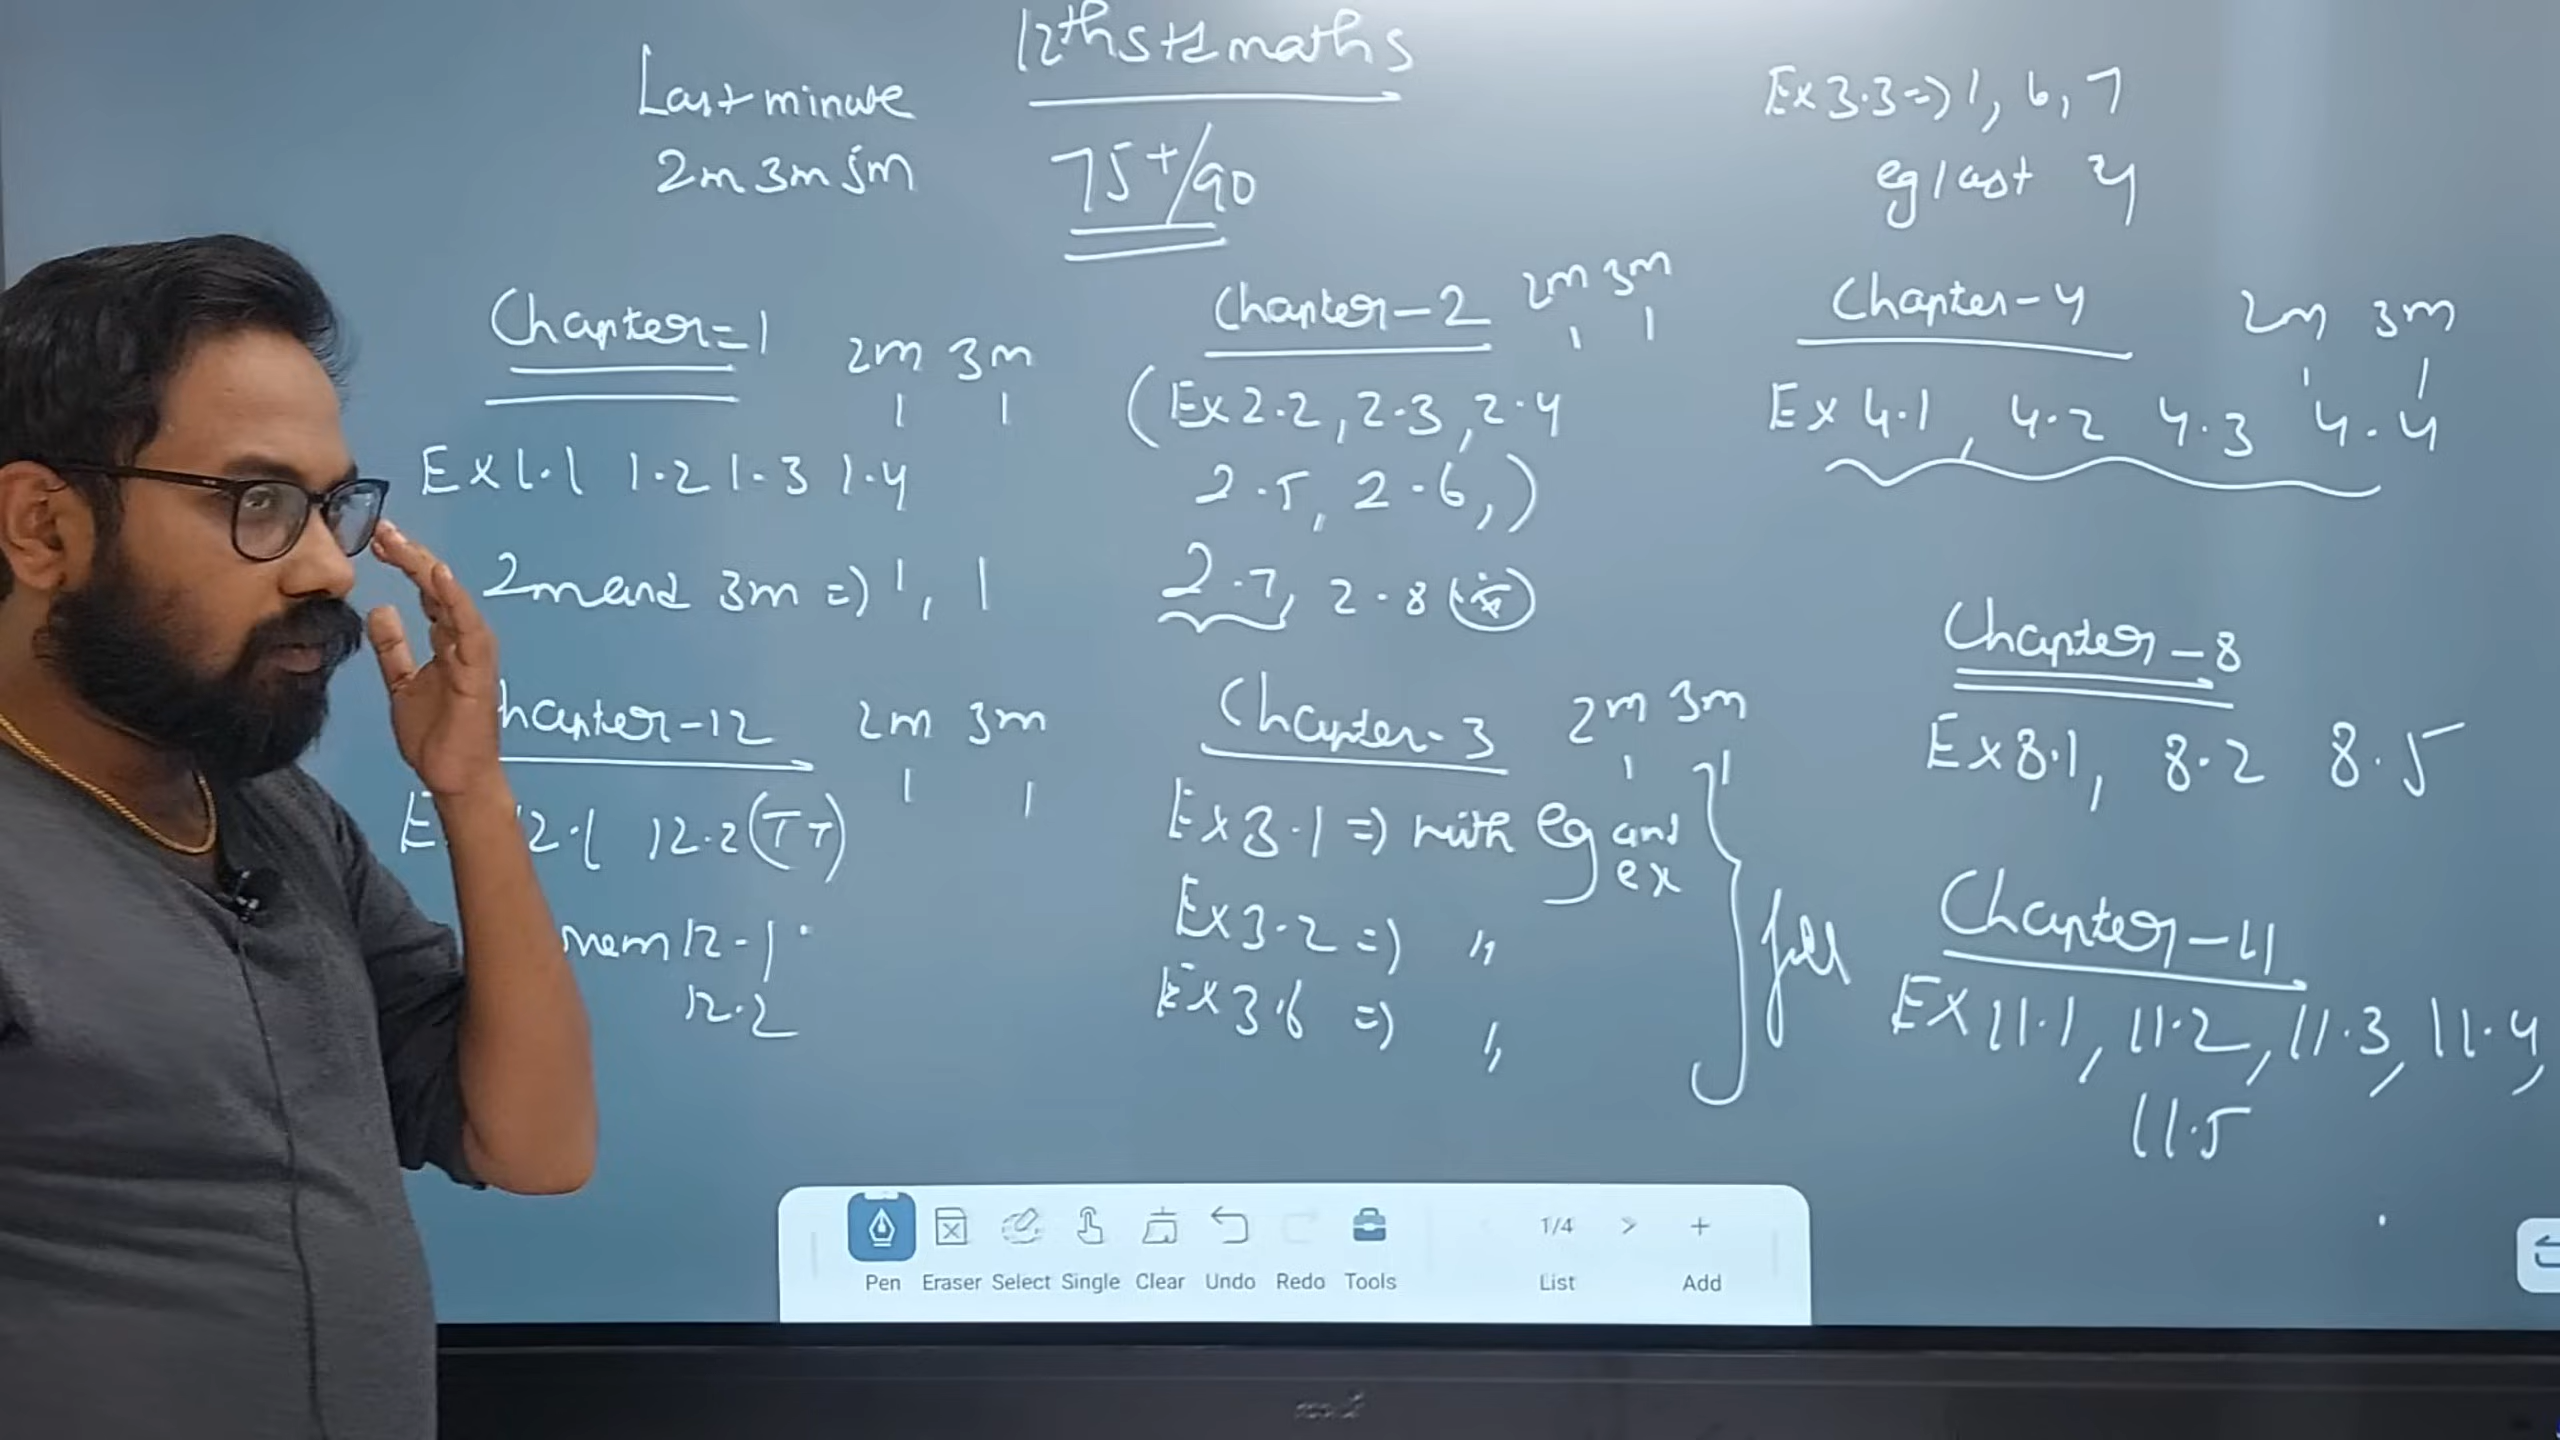 12th std maths
Last minute
2m 3m 5m
75+/90
Ex 3.3 => 1, 6, 7
eg last 4
Chapter = 1
2m 3m
1 1
Ex 1.1 1.2 1.3 1.4
2m and 3m => 1, 1
hapter-12
2m 3m
1 1
E 12.1 12.2 (TT)
12-1
12.2
Chapter-2
2m 3m
1 1
(Ex 2.2, 2.3, 2.4
2.5, 2.6, )
2.7, 2.8 (*)
Chapter-3
2m 3m
1 1
Ex 3.1 => with eg and
ex
Ex 3.2 => "
Ex 3.6 => "
full
Chapter-4
2m 3m
1 1
Ex 4.1, 4.2 4.3 4.4
Chapter-8
Ex 8.1, 8.2 8.5
Chapter-11
Ex 11.1, 11.2, 11.3, 11.4,
11.5
1/4
Pen Eraser Select Single Clear Undo Redo Tools List Add